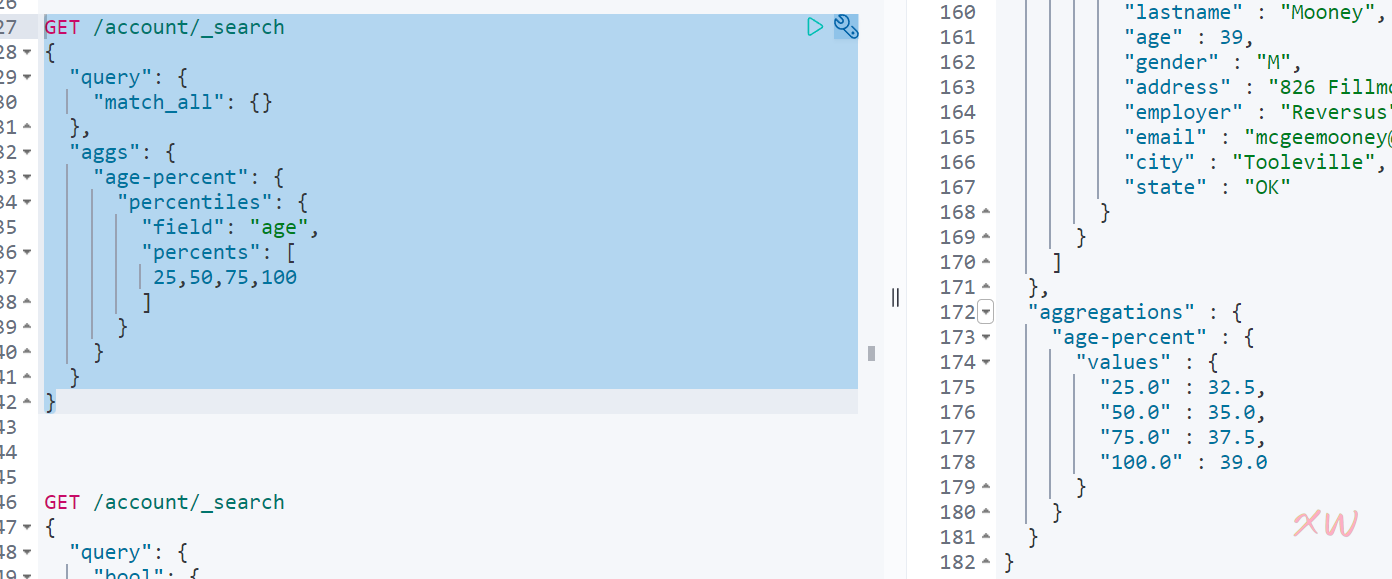 26
27 GET /account/_search
28 {
29 "query": {
30 "match_all": {}
31 },
32 "aggs": {
33 "age-percent": {
34 "percentiles": {
35 "field": "age",
36 "percents": [
37 25,50,75,100
38 ]
39 }
40 }
41 }
42 }
43
44
45
46 GET /account/_search
47 {
48 "query": {
49 "bool": {
160 "lastname" : "Mooney",
161 "age" : 39,
162 "gender" : "M",
163 "address" : "826 Fillmo
164 "employer" : "Reversus"
165 "email" : "mcgeemooney@
166 "city" : "Tooleville",
167 "state" : "OK"
168 }
169 }
170 ]
171 },
172 "aggregations" : {
173 "age-percent" : {
174 "values" : {
175 "25.0" : 32.5,
176 "50.0" : 35.0,
177 "75.0" : 37.5,
178 "100.0" : 39.0
179 }
180 }
181 }
182 }
XW